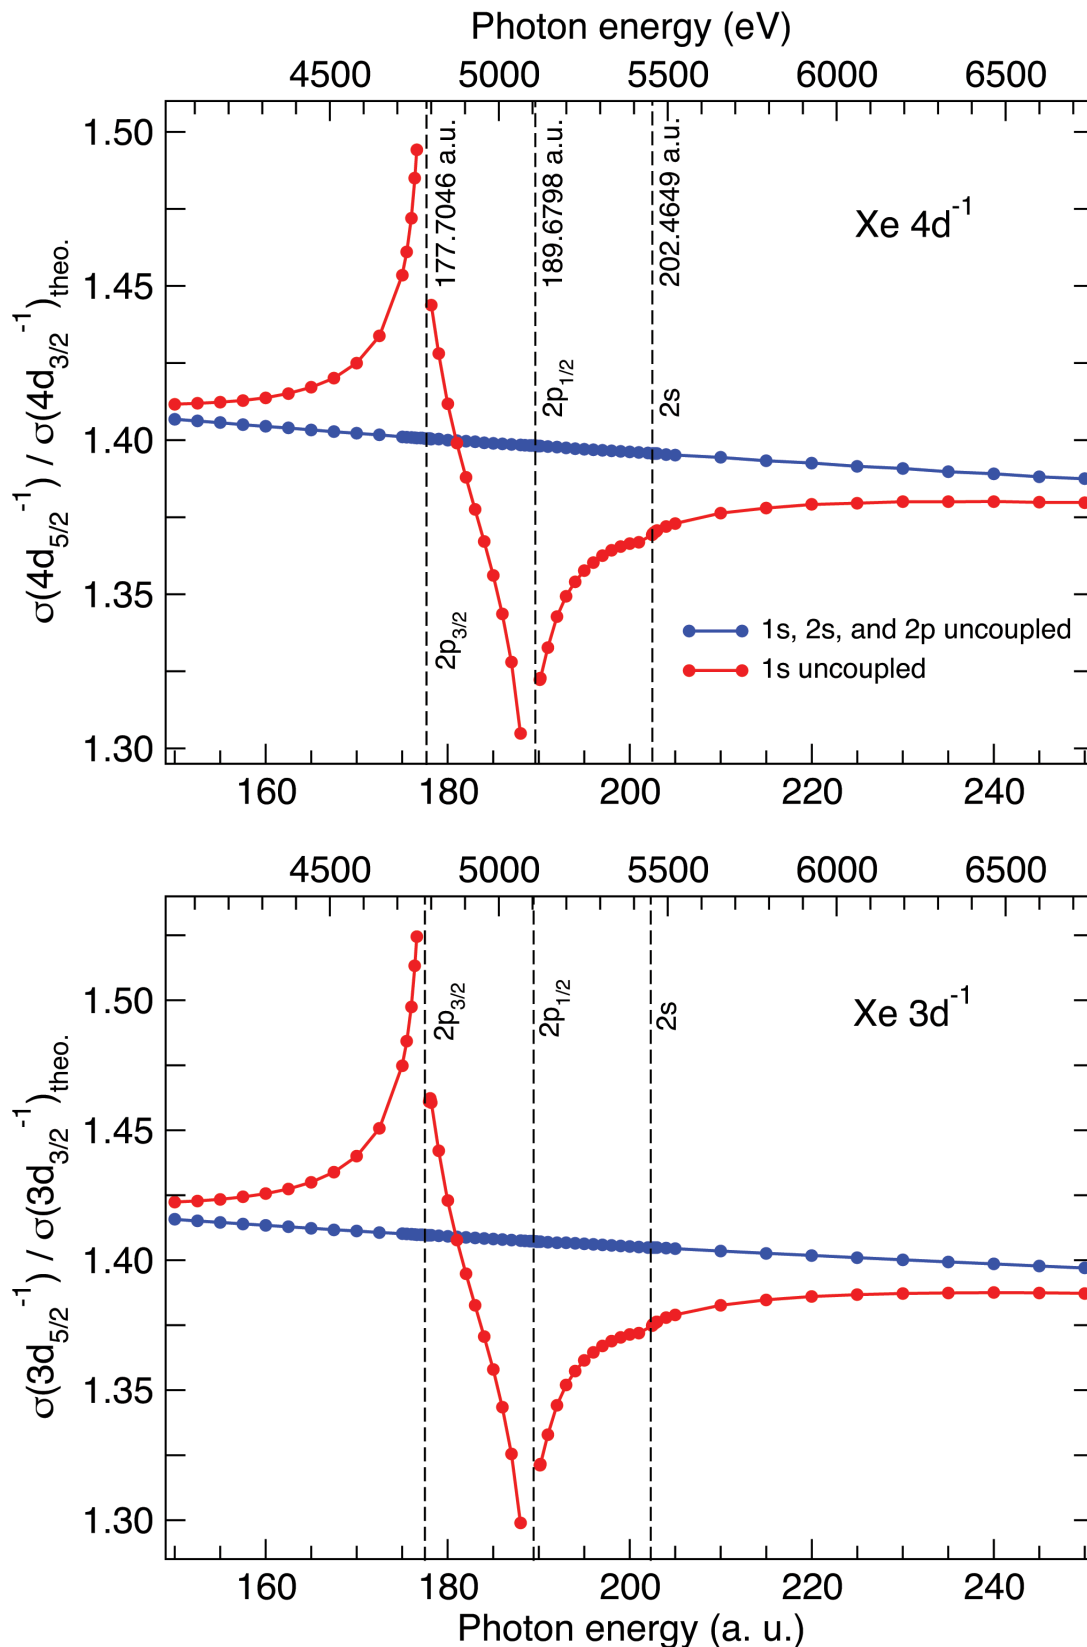 Photon energy (eV)
4500 5000 5500 6000 6500
1.50
1.45
1.40
1.35
1.30
σ(4d5/2-1) / σ(4d3/2-1)theo.
177.7046 a.u.
189.6798 a.u.
202.4649 a.u.
Xe 4d-1
2p3/2
2p1/2
2s
1s, 2s, and 2p uncoupled
1s uncoupled
160 180 200 220 240
4500 5000 5500 6000 6500
1.50
1.45
1.40
1.35
1.30
σ(3d5/2-1) / σ(3d3/2-1)theo.
2p3/2
2p1/2
2s
Xe 3d-1
160 180 200 220 240
Photon energy (a. u.)